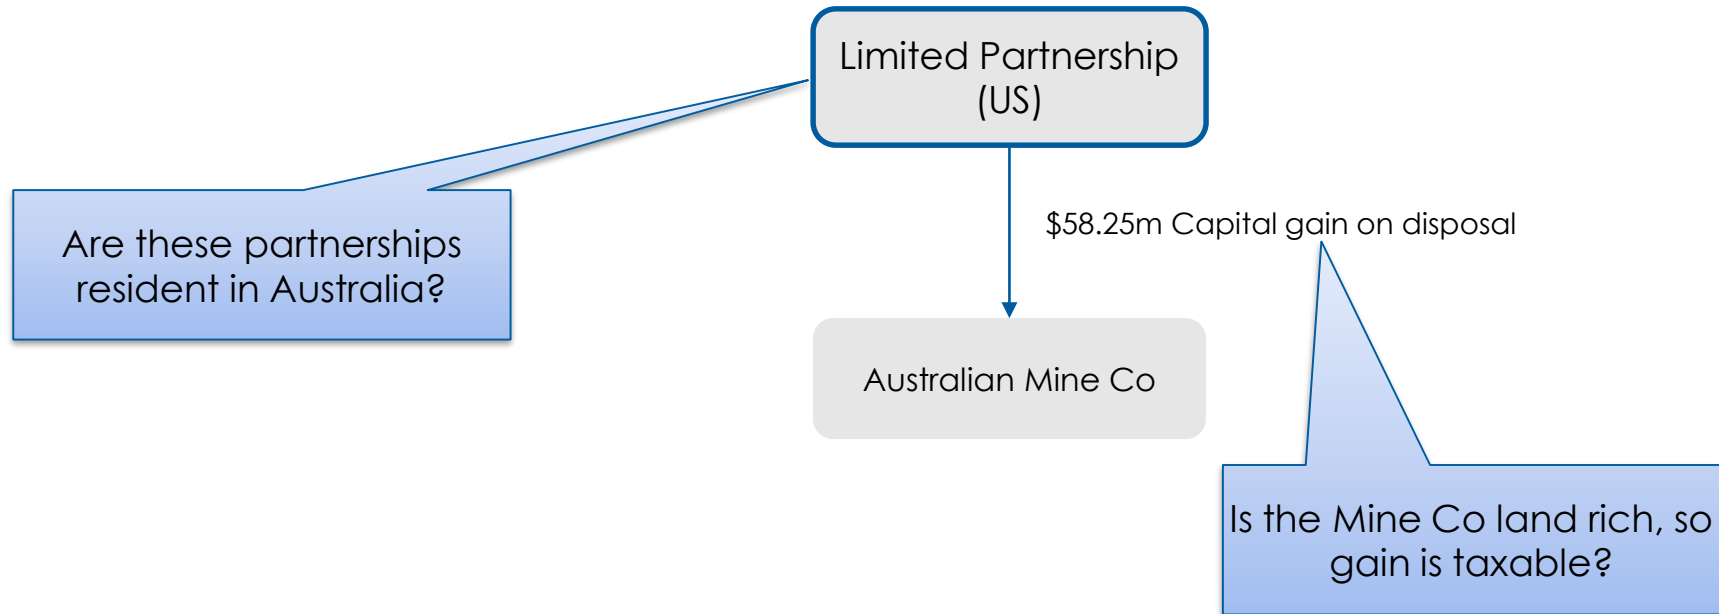 Limited Partnership
(US)
Are these partnerships
resident in Australia?
$58.25m Capital gain on disposal
Australian Mine Co
Is the Mine Co land rich, so
gain is taxable?